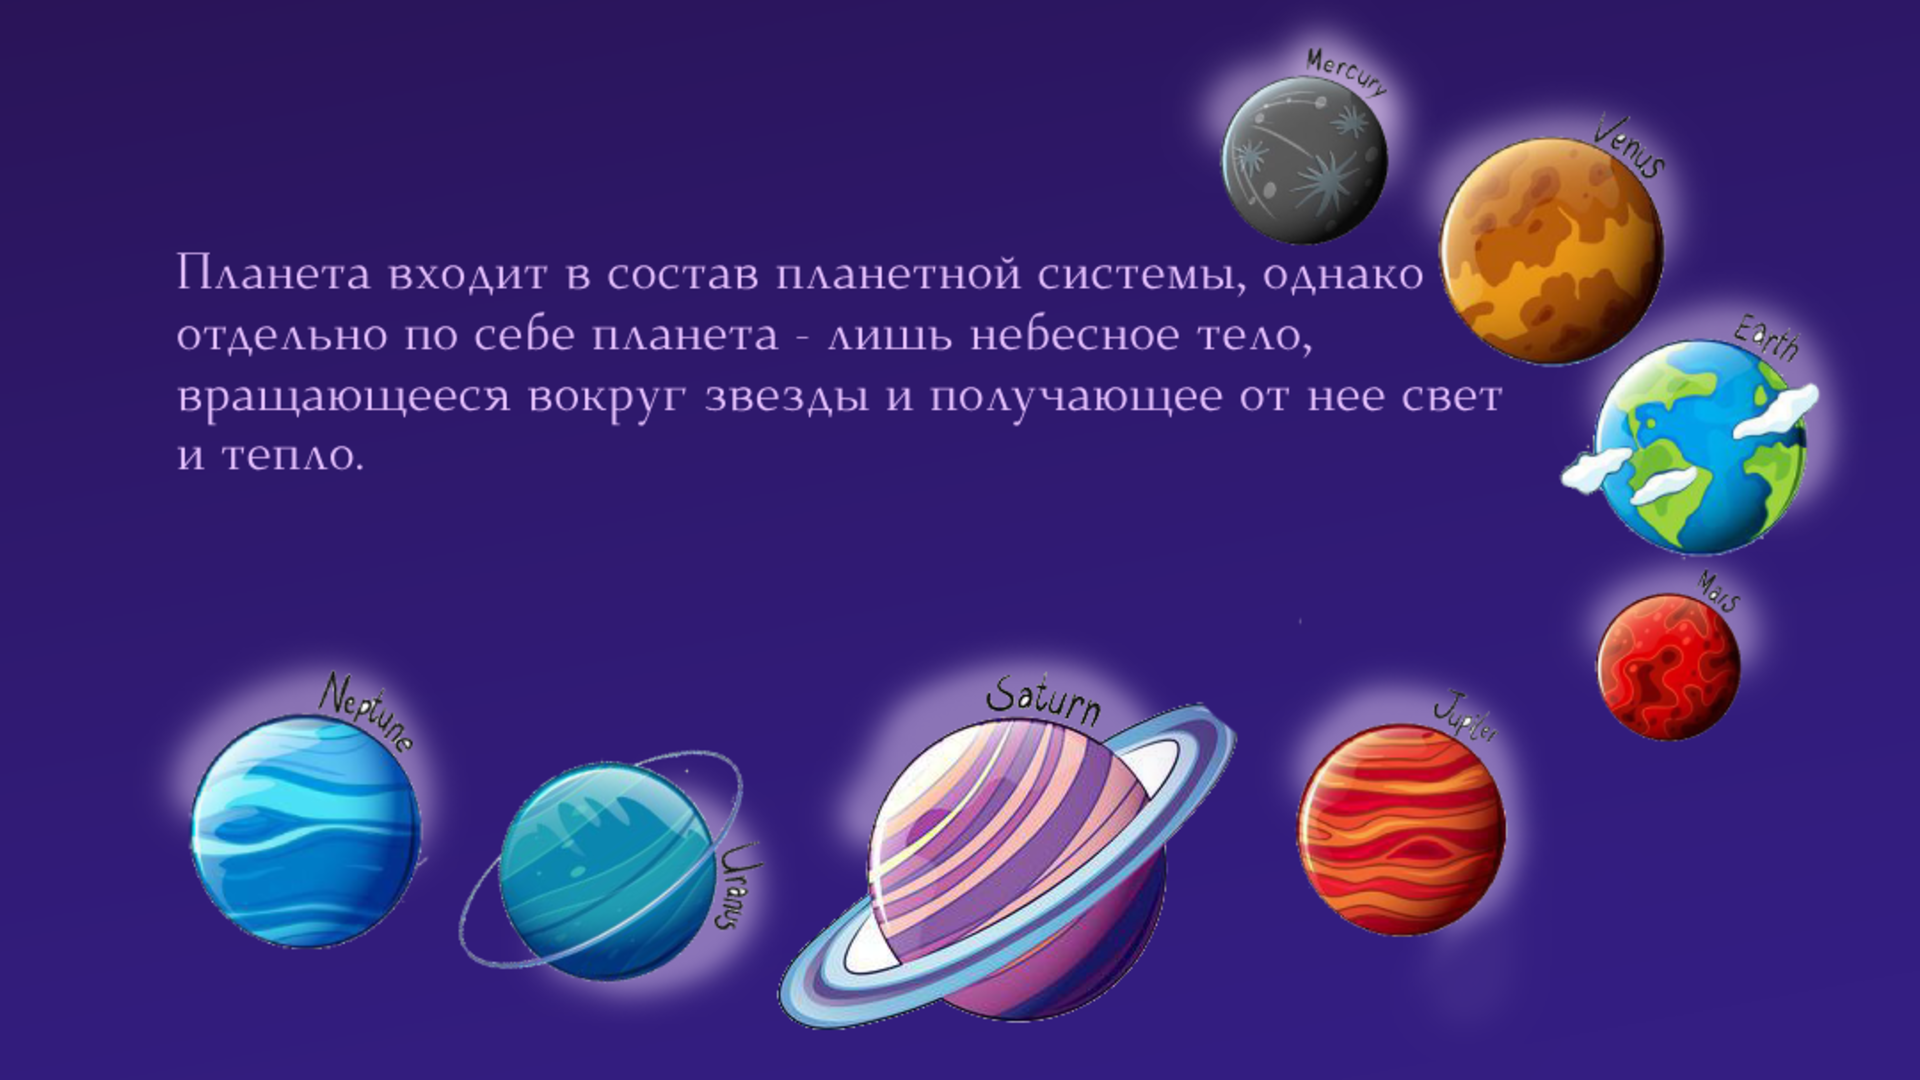 Mercury
Venus
Планета входит в состав планетной системы, однако
отдельно по себе планета - лишь небесное тело,
вращающееся вокруг звезды и получающее от нее свет
и тепло.
Earth
Mars
Neptune
Uranus
Saturn
Jupiter